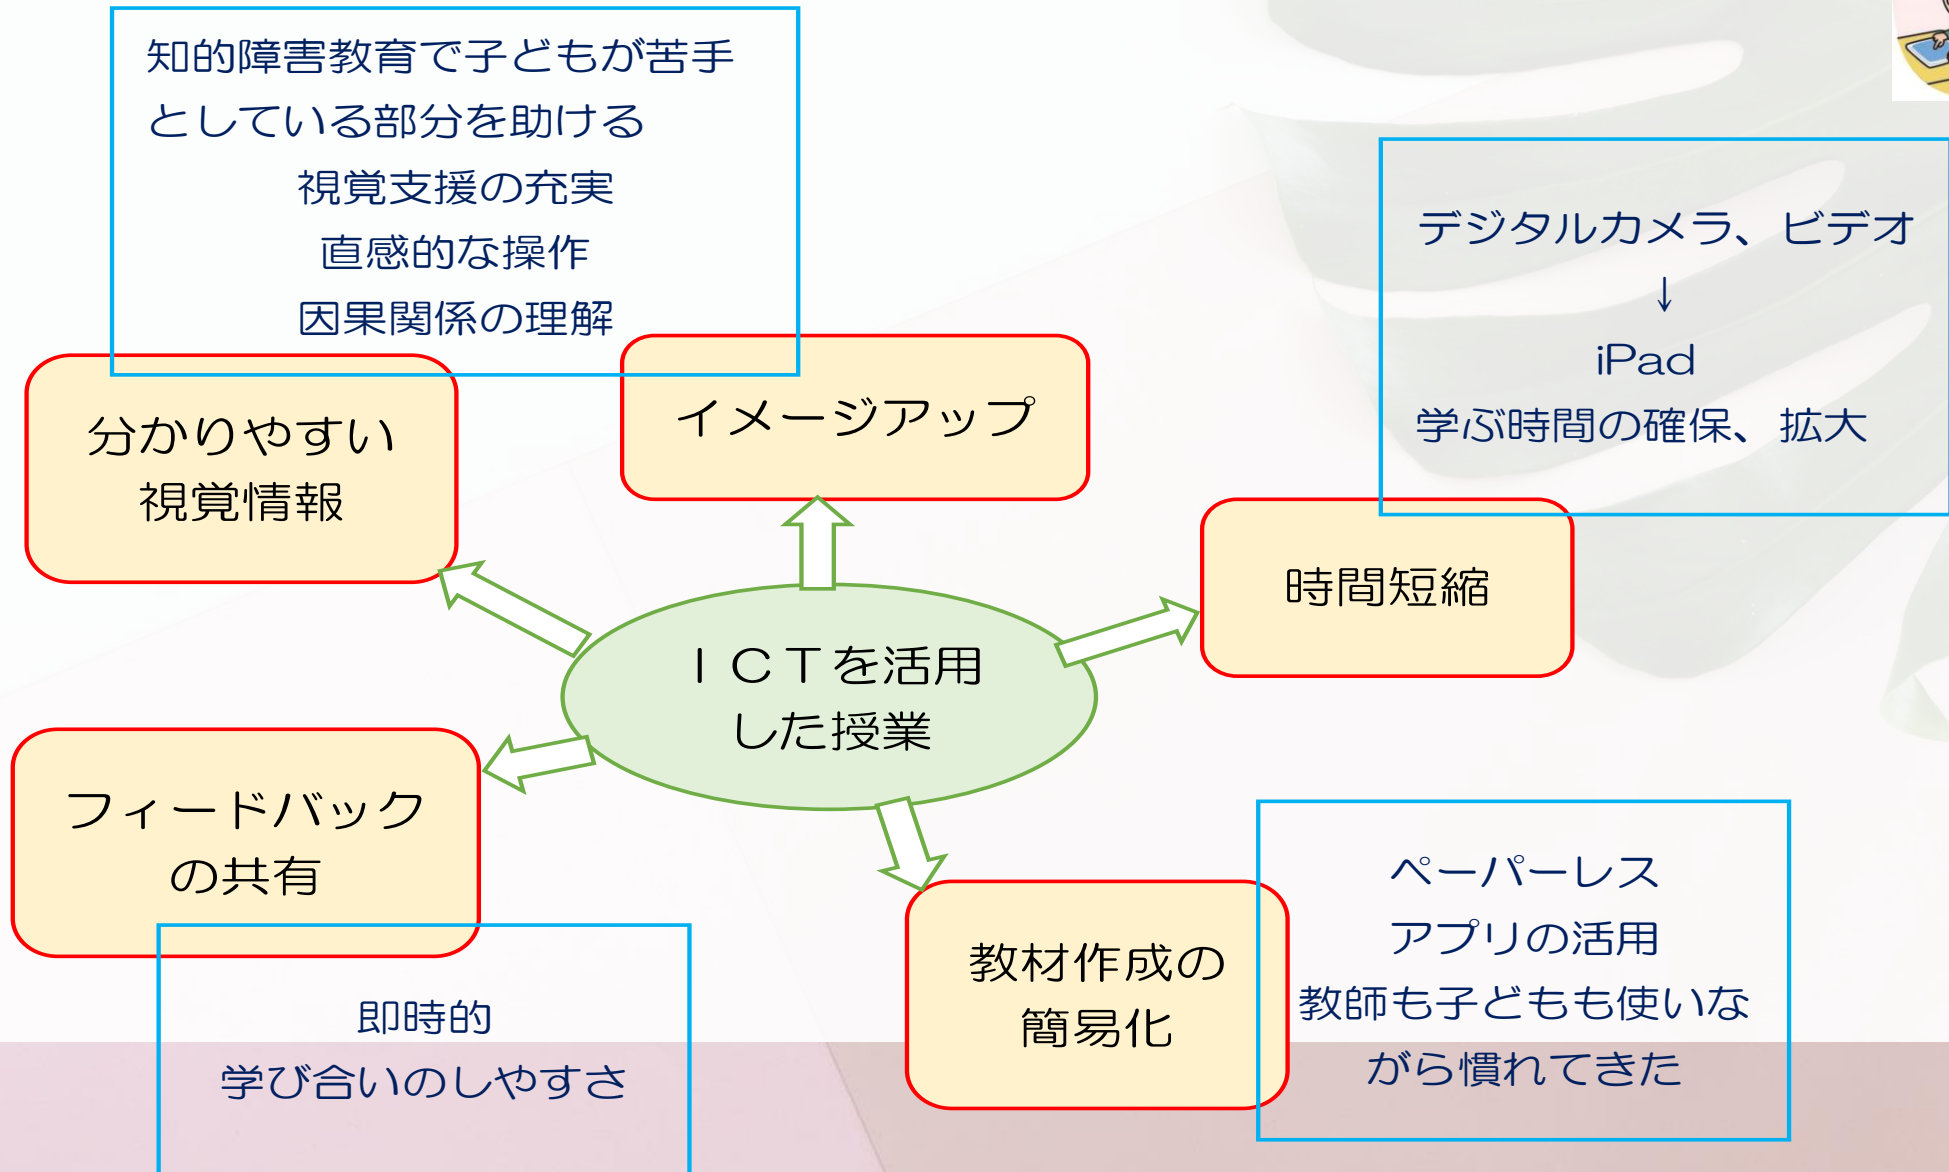 知的障害教育で子どもが苦手
としている部分を助ける
視覚支援の充実
直感的な操作
因果関係の理解
デジタルカメラ、ビデオ
↓
iPad
学ぶ時間の確保、拡大
分かりやすい
視覚情報
イメージアップ
時間短縮
ＩＣＴを活用
した授業
フィードバック
の共有
即時的
学び合いのしやすさ
教材作成の
簡易化
ペーパーレス
アプリの活用
教師も子どもも使いな
がら慣れてきた